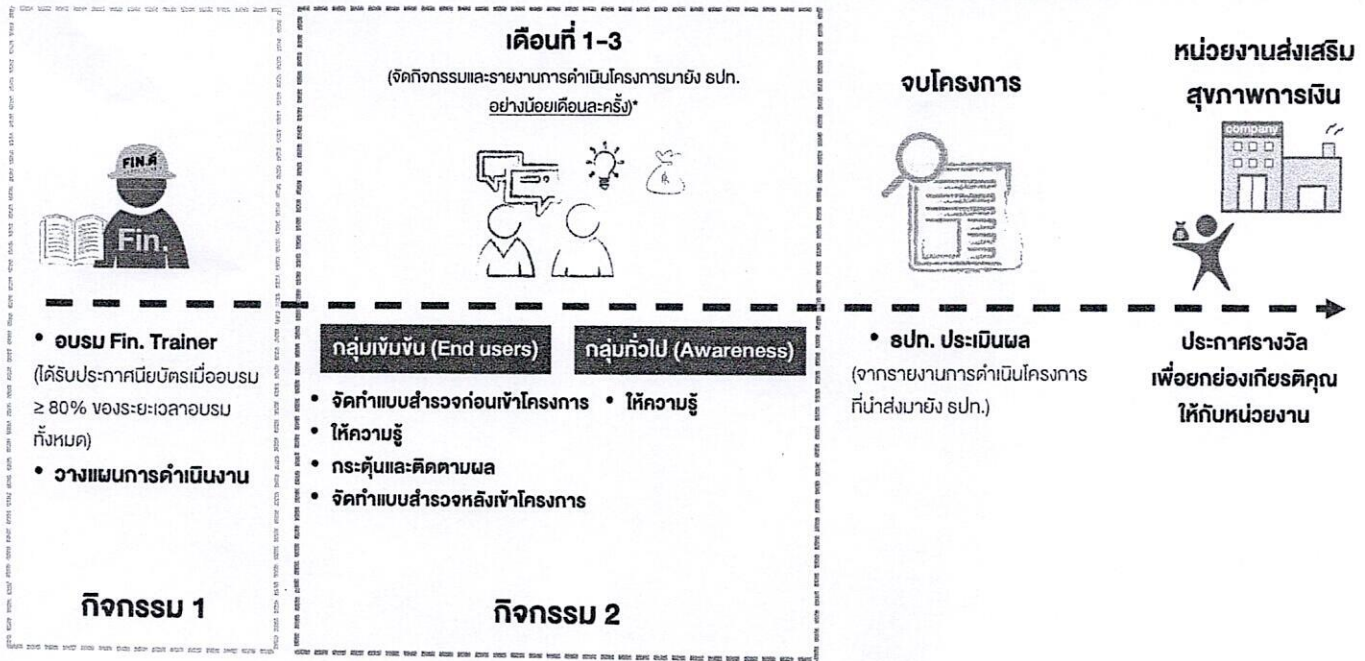 FIN.ดี
Fin.
• อบรม Fin. Trainer
(ได้รับประกาศนียบัตรเมื่ออบรม
≥ 80% ของระยะเวลาอบรม
ทั้งหมด)
• วางแผนการดำเนินงาน
กิจกรรม 1
เดือนที่ 1-3
(จัดกิจกรรมและรายงานการดำเนินโครงการมายัง ธปท.
อย่างน้อยเดือนละครั้ง)*
กลุ่มเข้มข้น (End users)
• จัดทำแบบสำรวจก่อนเข้าโครงการ
• ให้ความรู้
• กระตุ้นและติดตามผล
• จัดทำแบบสำรวจหลังเข้าโครงการ
กลุ่มทั่วไป (Awareness)
• ให้ความรู้
กิจกรรม 2
จบโครงการ
• ธปท. ประเมินผล
(จากรายงานการดำเนินโครงการ
ที่นำส่งมายัง ธปท.)
หน่วยงานส่งเสริม
สุขภาพการเงิน
company
ประกาศรางวัล
เพื่อยกย่องเกียรติคุณ
ให้กับหน่วยงาน